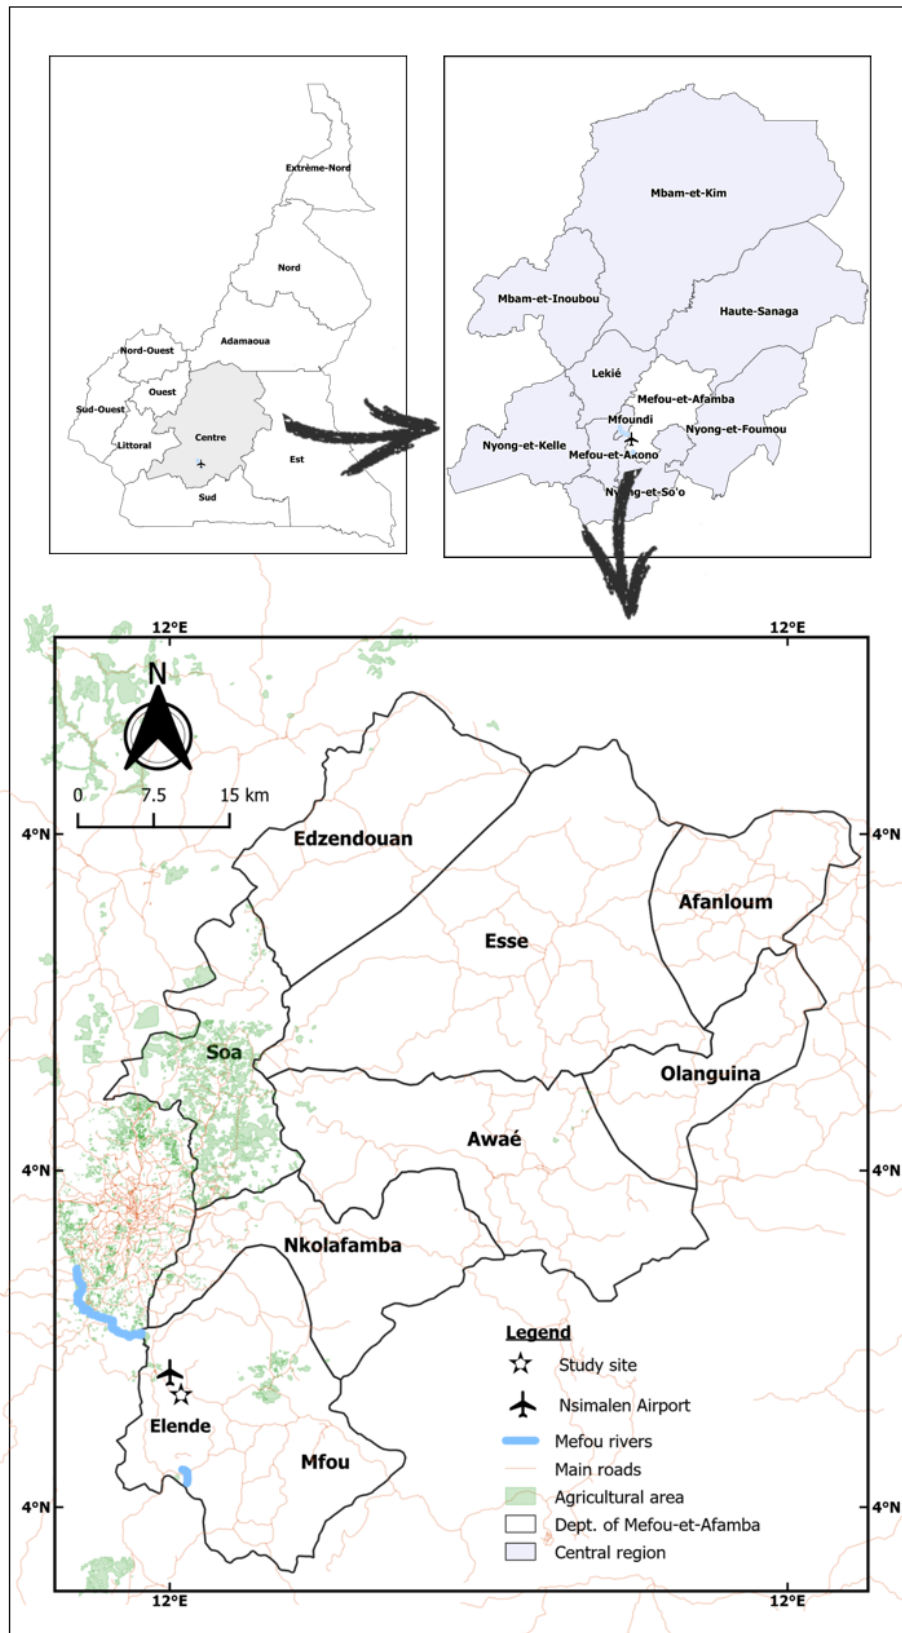 Extrème-Nord
Nord
Adamaoua
Nord-Ouest
Ouest
Sud-Ouest
Littoral
Centre
Est
Sud
Mbam-et-Kim
Mbam-et-Inoubou
Haute-Sanaga
Lekié
Mefou-et-Afamba
Mfoundi
Nyong-et-Foumou
Nyong-et-Kelle
Mefou-et-Akono
Nyong-et-So'o
12°E 12°E
N
0 7.5 15 km
4°N 4°N
Edzendouan
Afanloum
Esse
Soa
Olanguina
Awaé
4°N 4°N
Nkolafamba
Legend
Study site
Nsimalen Airport
Elende
Mefou rivers
Mfou
Main roads
Agricultural area
4°N 4°N
Dept. of Mefou-et-Afamba
Central region
12°E 12°E